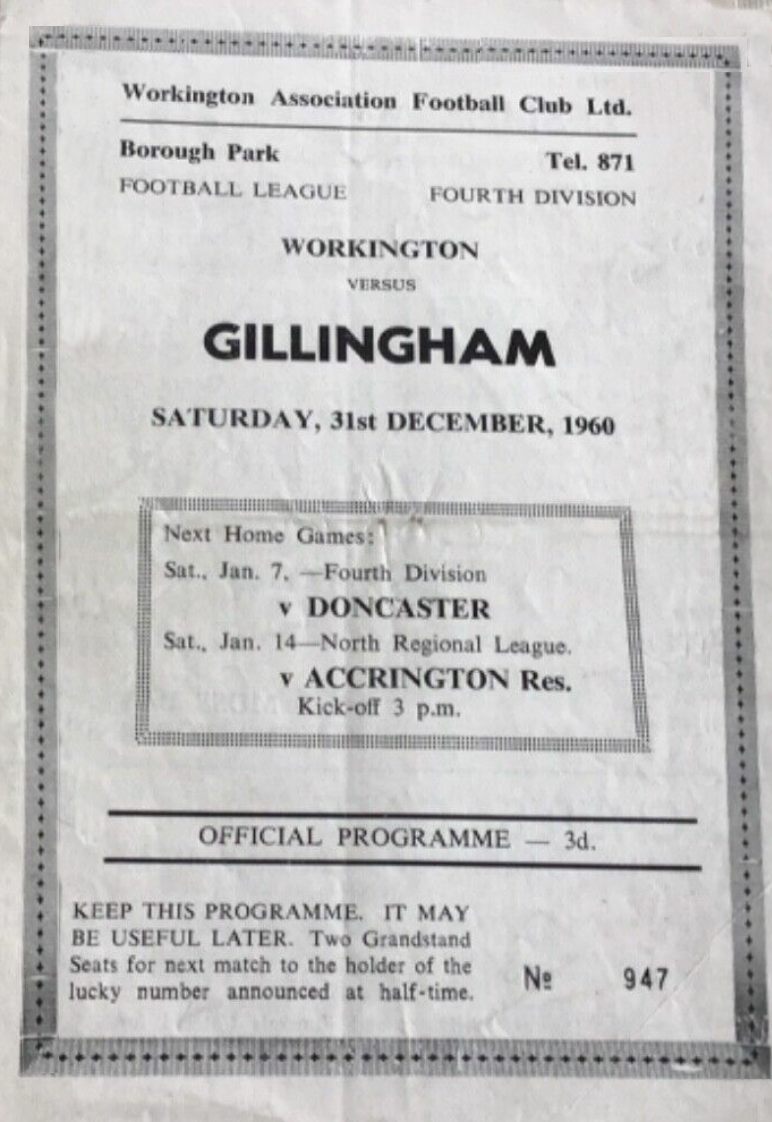 Workington Association Football Club Ltd.
Borough Park Tel. 871
FOOTBALL LEAGUE FOURTH DIVISION
WORKINGTON
VERSUS
GILLINGHAM
SATURDAY, 31st DECEMBER, 1960
Next Home Games:
Sat., Jan. 7. —Fourth Division
v DONCASTER
Sat., Jan. 14—North Regional League.
v ACCRINGTON Res.
Kick-off 3 p.m.
OFFICIAL PROGRAMME — 3d.
KEEP THIS PROGRAMME. IT MAY
BE USEFUL LATER. Two Grandstand
Seats for next match to the holder of the
lucky number announced at half-time.
№ 947